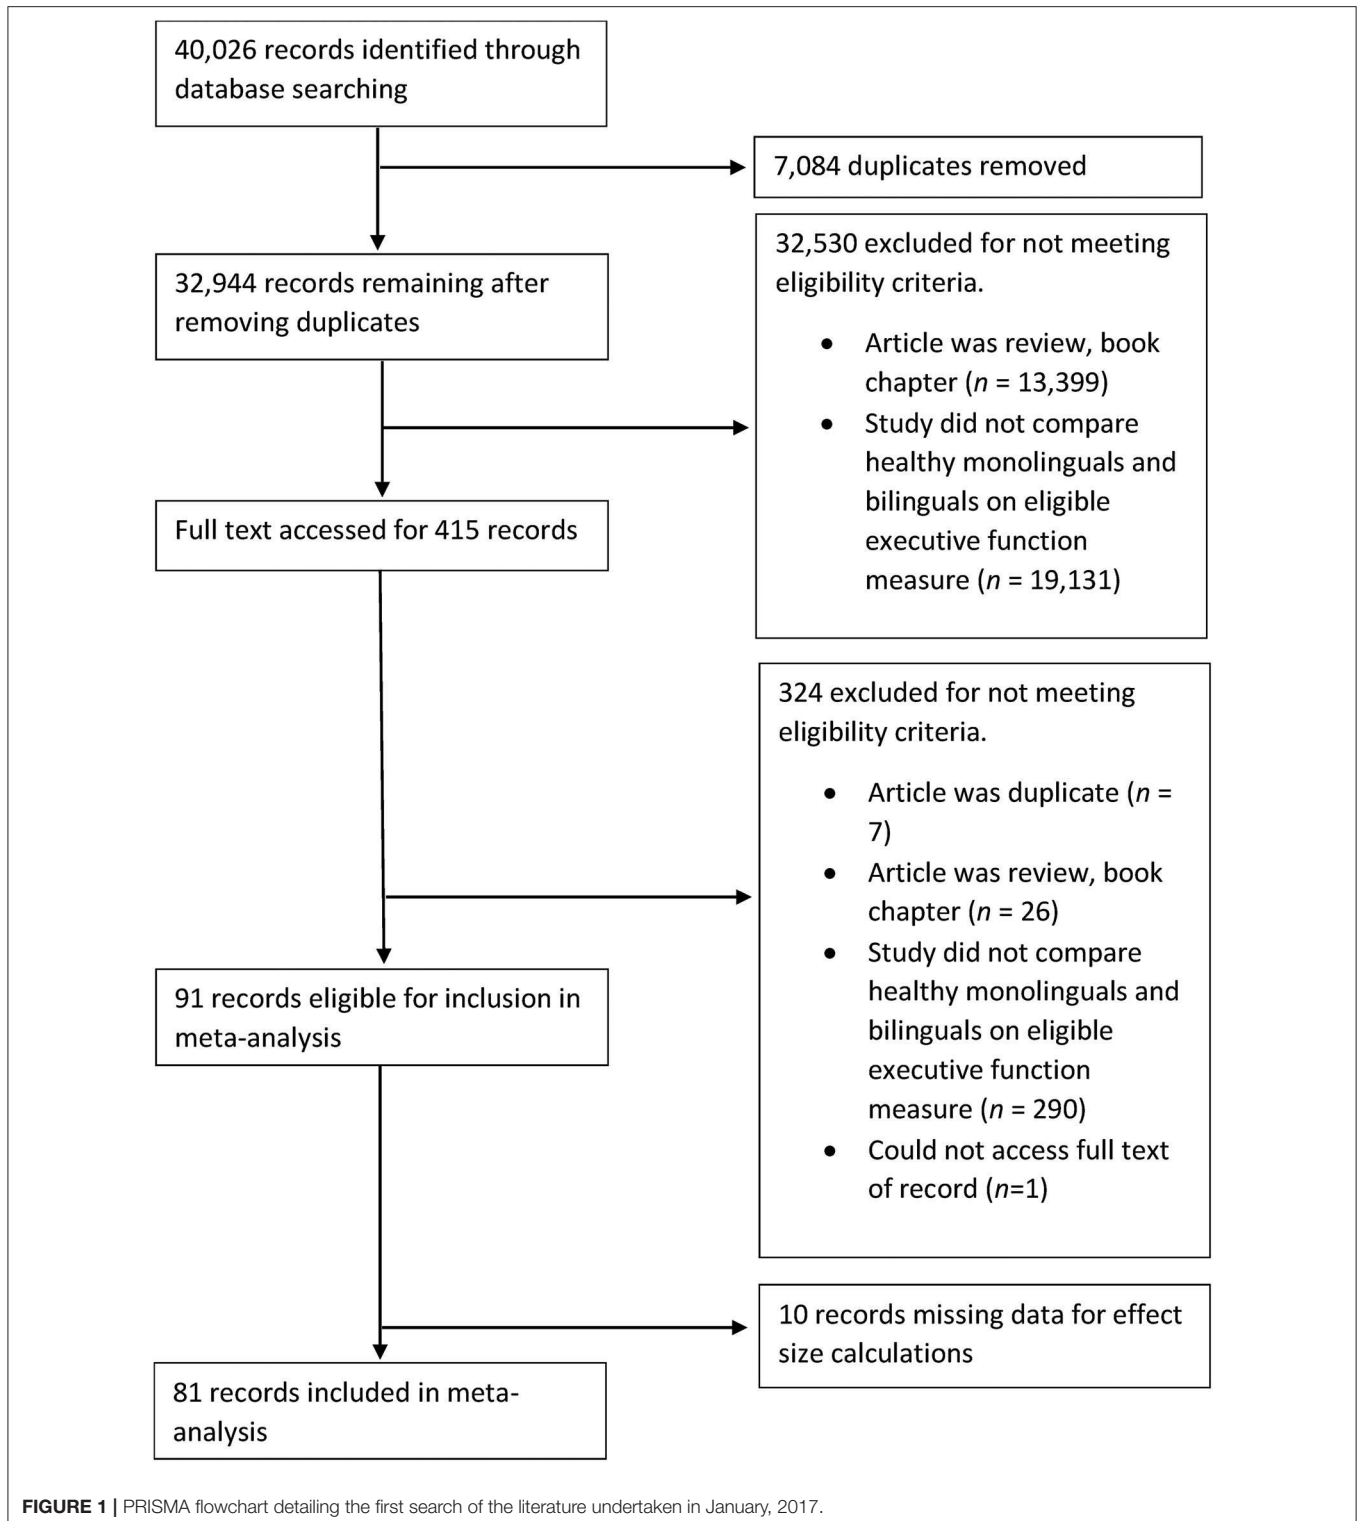 40,026 records identified through
database searching
7,084 duplicates removed
32,944 records remaining after
removing duplicates
32,530 excluded for not meeting
eligibility criteria.
• Article was review, book
chapter (n = 13,399)
• Study did not compare
healthy monolinguals and
bilinguals on eligible
executive function
measure (n = 19,131)
Full text accessed for 415 records
324 excluded for not meeting
eligibility criteria.
• Article was duplicate (n =
7)
• Article was review, book
chapter (n = 26)
• Study did not compare
healthy monolinguals and
bilinguals on eligible
executive function
measure (n = 290)
• Could not access full text
of record (n=1)
91 records eligible for inclusion in
meta-analysis
10 records missing data for effect
size calculations
81 records included in meta-
analysis
FIGURE 1 | PRISMA flowchart detailing the first search of the literature undertaken in January, 2017.